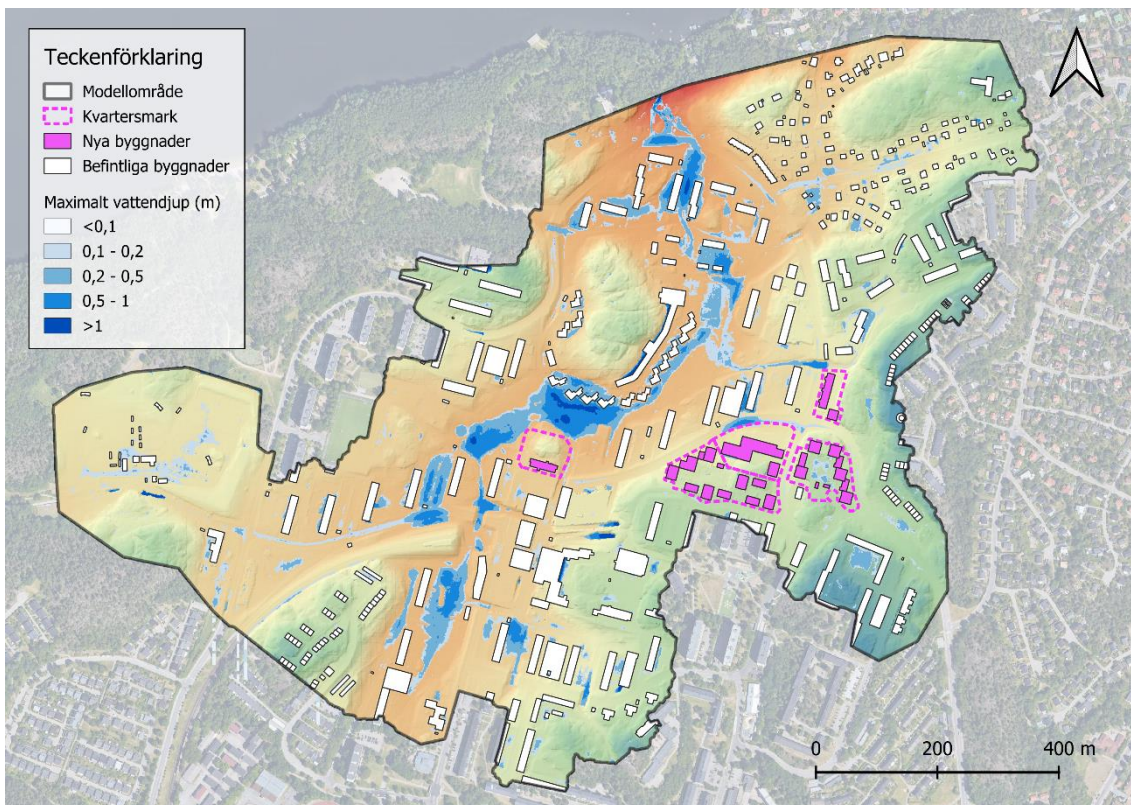 Teckenförklaring
Modellområde
Kvartersmark
Nya byggnader
Befintliga byggnader
Maximalt vattendjup (m)
<0,1
0,1 - 0,2
0,2 - 0,5
0,5 - 1
>1
0 200 400 m